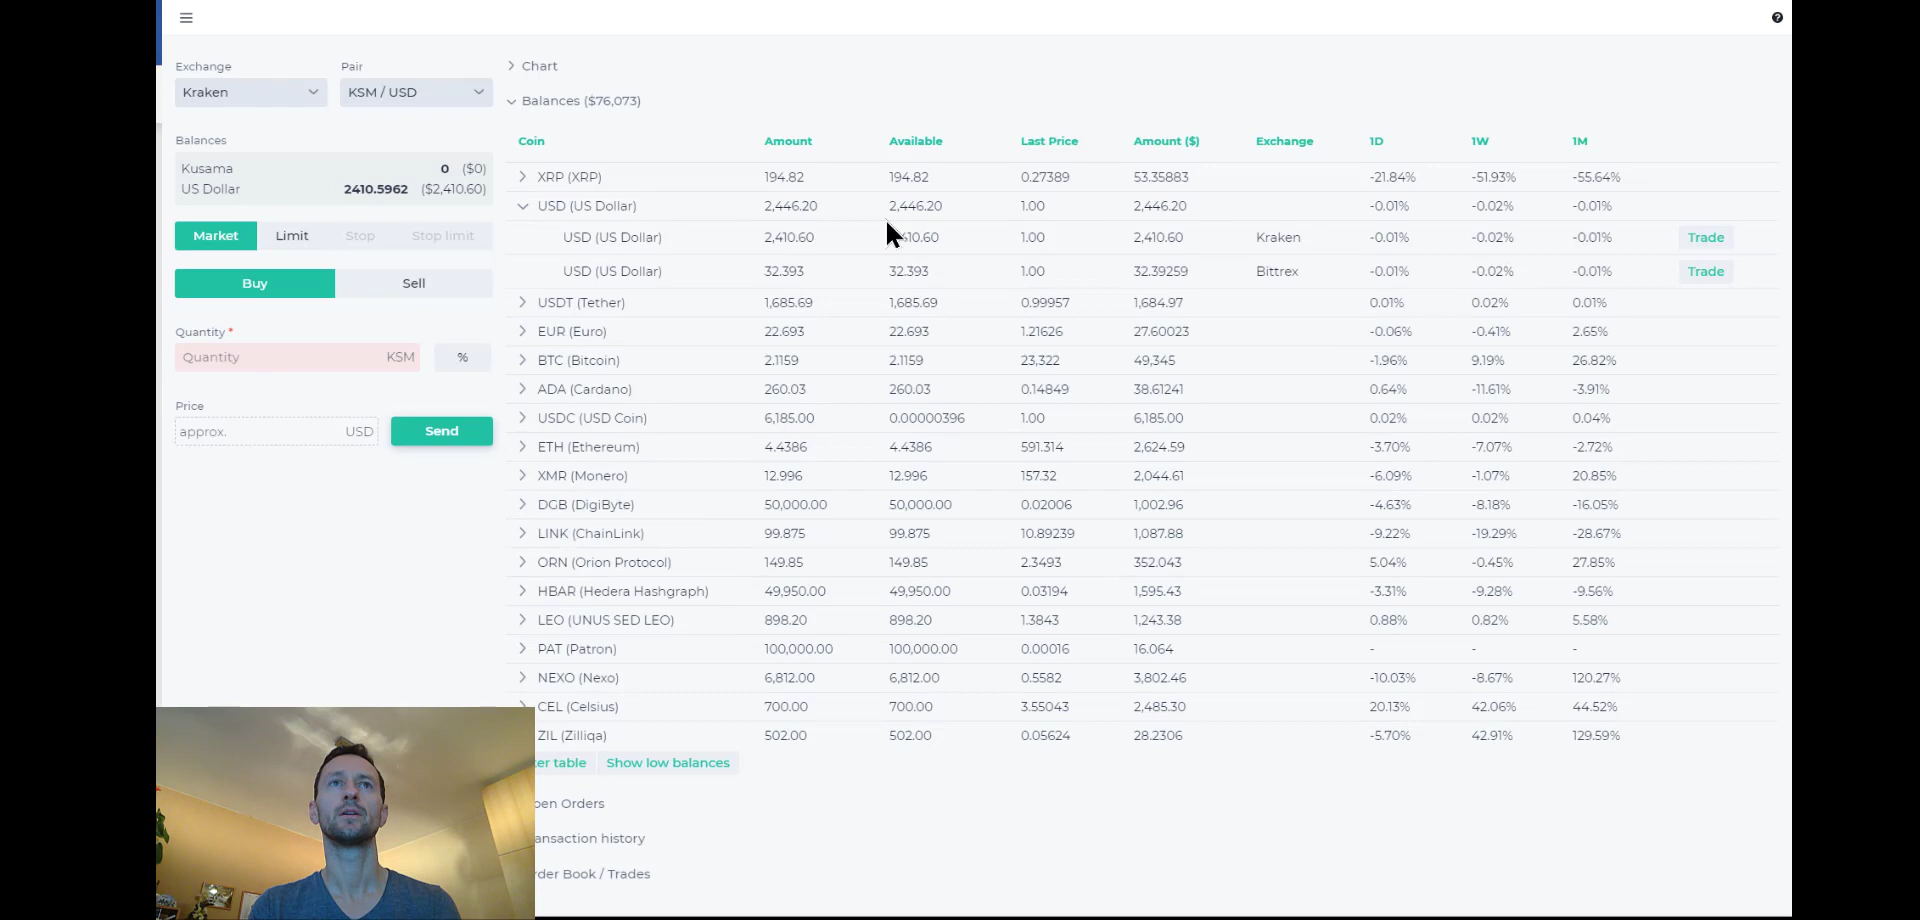 Exchange Pair
Kraken KSM / USD
Balances
Kusama 0 ($0)
US Dollar 2410.5962 ($2,410.60)
Market Limit Stop Stop limit
Buy Sell
Quantity *
Quantity KSM %
Price
approx. USD Send
Chart
Balances ($76,073)
Coin Amount Available Last Price Amount ($) Exchange 1D 1W 1M
XRP (XRP) 194.82 194.82 0.27389 53.35883 -21.84% -51.93% -55.64%
USD (US Dollar) 2,446.20 2,446.20 1.00 2,446.20 -0.01% -0.02% -0.01%
USD (US Dollar) 2,410.60 10.60 1.00 2,410.60 Kraken -0.01% -0.02% -0.01% Trade
USD (US Dollar) 32.393 32.393 1.00 32.39259 Bittrex -0.01% -0.02% -0.01% Trade
USDT (Tether) 1,685.69 1,685.69 0.99957 1,684.97 0.01% 0.02% 0.01%
EUR (Euro) 22.693 22.693 1.21626 27.60023 -0.06% -0.41% 2.65%
BTC (Bitcoin) 2.1159 2.1159 23,322 49,345 -1.96% 9.19% 26.82%
ADA (Cardano) 260.03 260.03 0.14849 38.61241 0.64% -11.61% -3.91%
USDC (USD Coin) 6,185.00 0.00000396 1.00 6,185.00 0.02% 0.02% 0.04%
ETH (Ethereum) 4.4386 4.4386 591.314 2,624.59 -3.70% -7.07% -2.72%
XMR (Monero) 12.996 12.996 157.32 2,044.61 -6.09% -1.07% 20.85%
DGB (DigiByte) 50,000.00 50,000.00 0.02006 1,002.96 -4.63% -8.18% -16.05%
LINK (ChainLink) 99.875 99.875 10.89239 1,087.88 -9.22% -19.29% -28.67%
ORN (Orion Protocol) 149.85 149.85 2.3493 352.043 5.04% -0.45% 27.85%
HBAR (Hedera Hashgraph) 49,950.00 49,950.00 0.03194 1,595.43 -3.31% -9.28% -9.56%
LEO (UNUS SED LEO) 898.20 898.20 1.3843 1,243.38 0.88% 0.82% 5.58%
PAT (Patron) 100,000.00 100,000.00 0.00016 16.064 - - -
NEXO (Nexo) 6,812.00 6,812.00 0.5582 3,802.46 -10.03% -8.67% 120.27%
CEL (Celsius) 700.00 700.00 3.55043 2,485.30 20.13% 42.06% 44.52%
ZIL (Zilliqa) 502.00 502.00 0.05624 28.2306 -5.70% 42.91% 129.59%
ter table Show low balances
pen Orders
ansaction history
rder Book / Trades